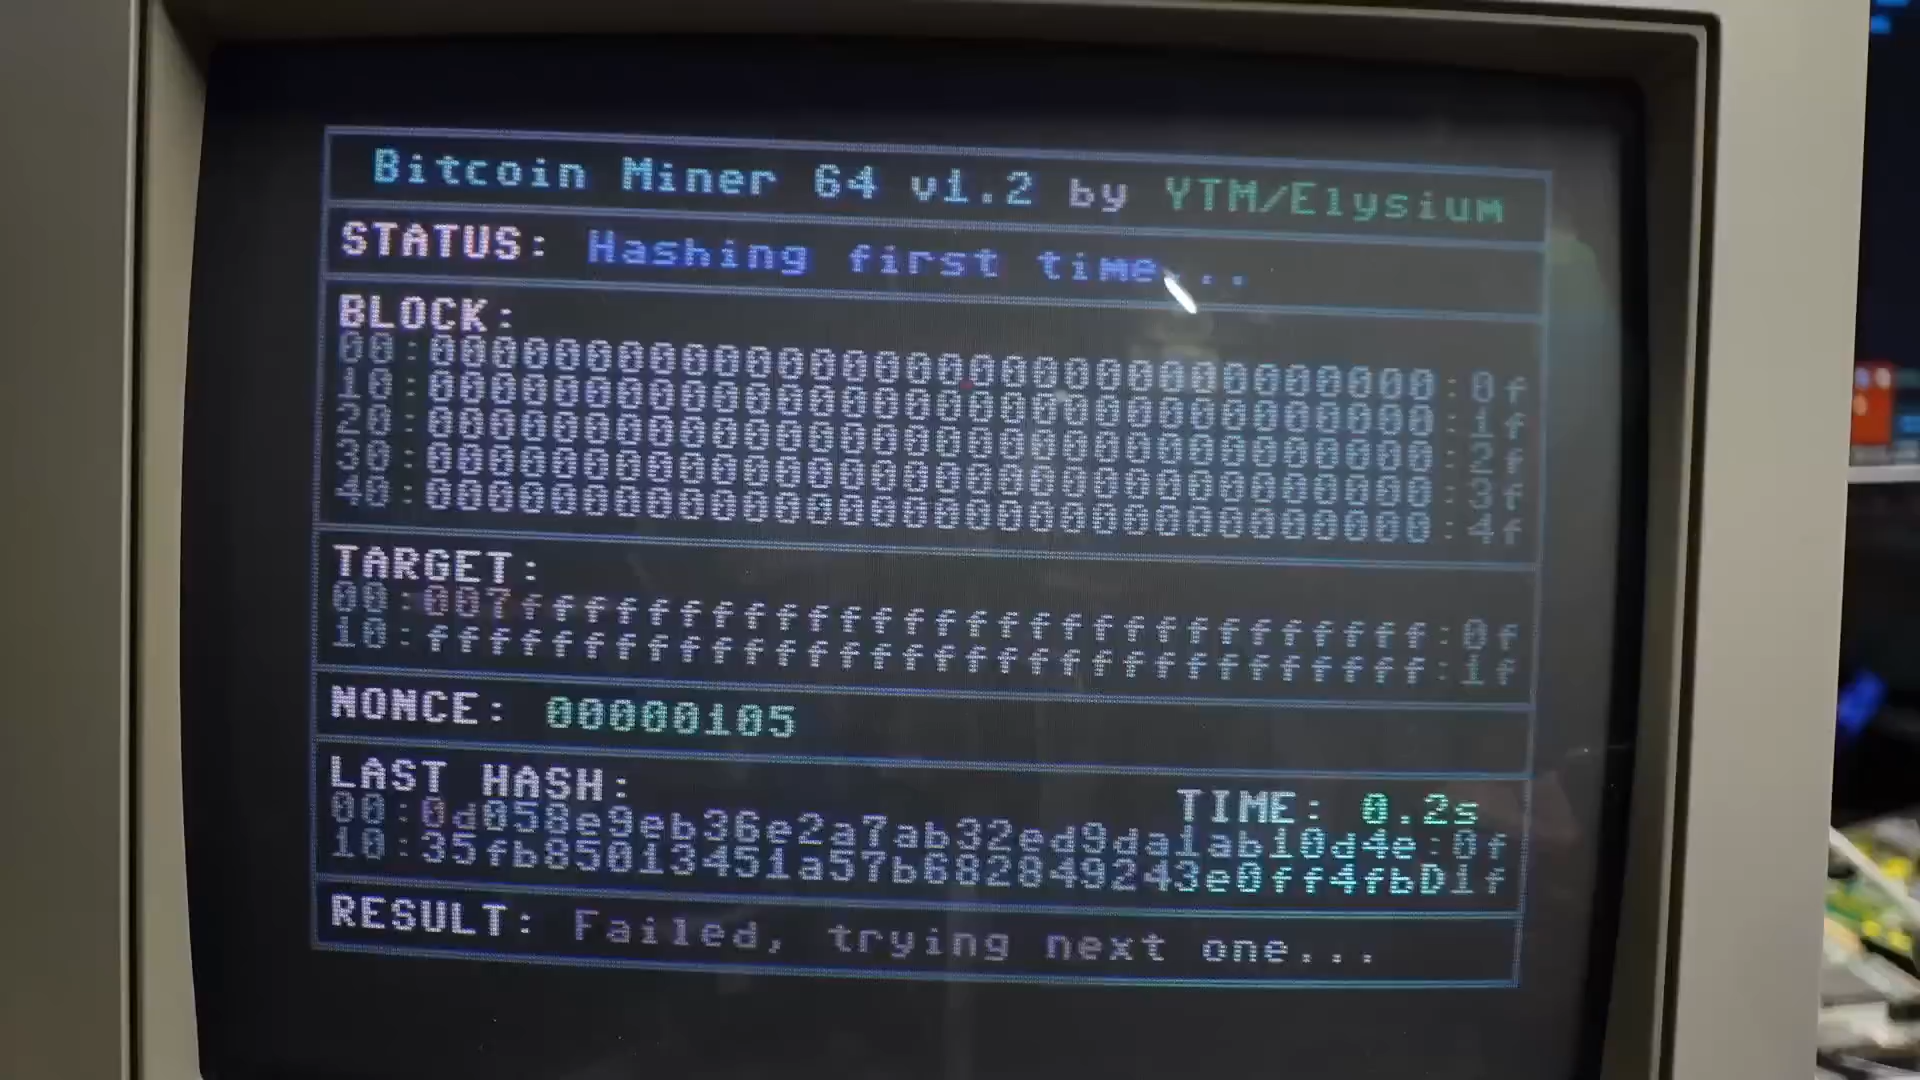 Bitcoin Miner 64 v1.2 by YTM/Elysium
STATUS: Hashing first time...
BLOCK:
00:00000000000000000000000000000000:0f
10:00000000000000000000000000000000:1f
20:00000000000000000000000000000000:2f
30:00000000000000000000000000000000:3f
40:00000000000000000000000000000000:4f
TARGET:
00:007fffffffffffffffffffffffffffff:0f
10:ffffffffffffffffffffffffffffffff:1f
NONCE: 00000105
LAST HASH:
TIME: 0.2s
00:0d058e9eb36e2a7ab32ed9da1ab10d4e:0f
10:35fb85013451a57b682849243e0ff4fbD1f
RESULT: Failed, trying next one...